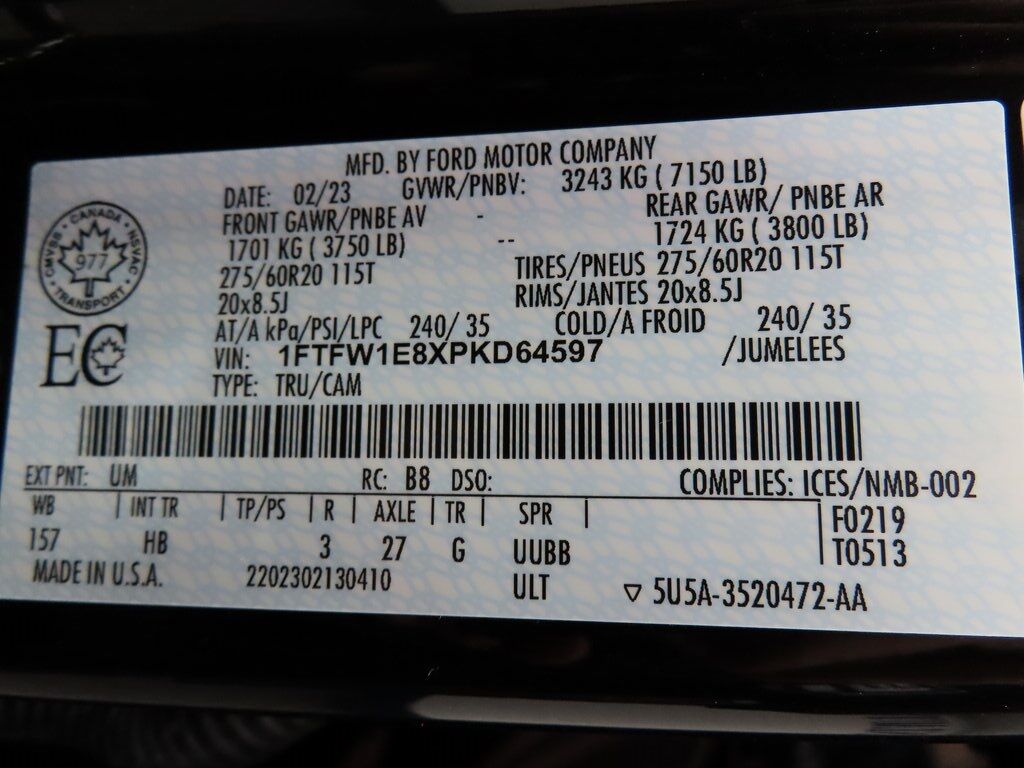 MFD. BY FORD MOTOR COMPANY
DATE: 02/23 GVWR/PNBV: 3243 KG ( 7150 LB)
FRONT GAWR/PNBE AV - REAR GAWR/ PNBE AR
1701 KG ( 3750 LB) -- 1724 KG ( 3800 LB)
275/60R20 115T TIRES/PNEUS 275/60R20 115T
20x8.5J RIMS/JANTES 20x8.5J
AT/A kPa/PSI/LPC 240/ 35 COLD/A FROID 240/ 35
VIN: 1FTFW1E8XPKD64597 /JUMELEES
TYPE: TRU/CAM
CANADA NSVAC TRANSPORT CMVSS
977
EC
EXT PNT: UM RC: B8 DSO: COMPLIES: ICES/NMB-002
WB | INT TR | TP/PS | R | AXLE | TR | SPR | F0219
157 HB 3 27 G UUBB T0513
MADE IN U.S.A. 2202302130410 ULT ▽ 5U5A-3520472-AA